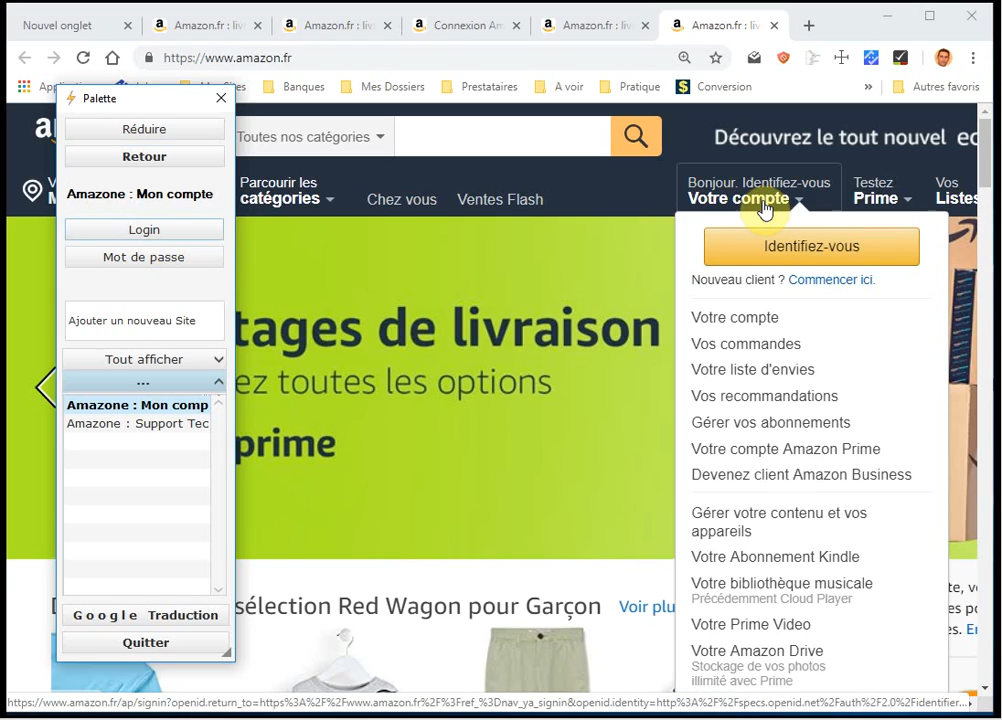 Nouvel onglet
Amazon.fr : livr
Amazon.fr : livr
Connexion Am
Amazon.fr : livr
Amazon.fr : livr
https://www.amazon.fr
Banques
Mes Dossiers
Prestataires
A voir
Pratique
Conversion
»
Autres favoris
Palette
Réduire
Retour
Amazone : Mon compte
Login
Mot de passe
Ajouter un nouveau Site
Tout afficher
...
Amazone : Mon comp
Amazone : Support Tec
Google Traduction
Quitter
Toutes nos catégories
Découvrez le tout nouvel
Parcourir les
catégories
Chez vous
Ventes Flash
Bonjour. Identifiez-vous
Votre compte
Testez
Prime
Vos
Listes
Identifiez-vous
Nouveau client ? Commencer ici.
Votre compte
Vos commandes
Votre liste d'envies
Vos recommandations
Gérer vos abonnements
Votre compte Amazon Prime
Devenez client Amazon Business
Gérer votre contenu et vos
appareils
Votre Abonnement Kindle
Votre bibliothèque musicale
Précédemment Cloud Player
Votre Prime Video
Votre Amazon Drive
Stockage de vos photos
illimité avec Prime
tages de livraison
ez toutes les options
prime
sélection Red Wagon pour Garçon
Voir plu
https://www.amazon.fr/ap/signin?openid.return_to=https%3A%2F%2Fwww.amazon.fr%2F%3Fref_%3Dnav_ya_signin&openid.identity=http%3A%2F%2Fspecs.openid.net%2Fauth%2F2.0%2Fidentifier...